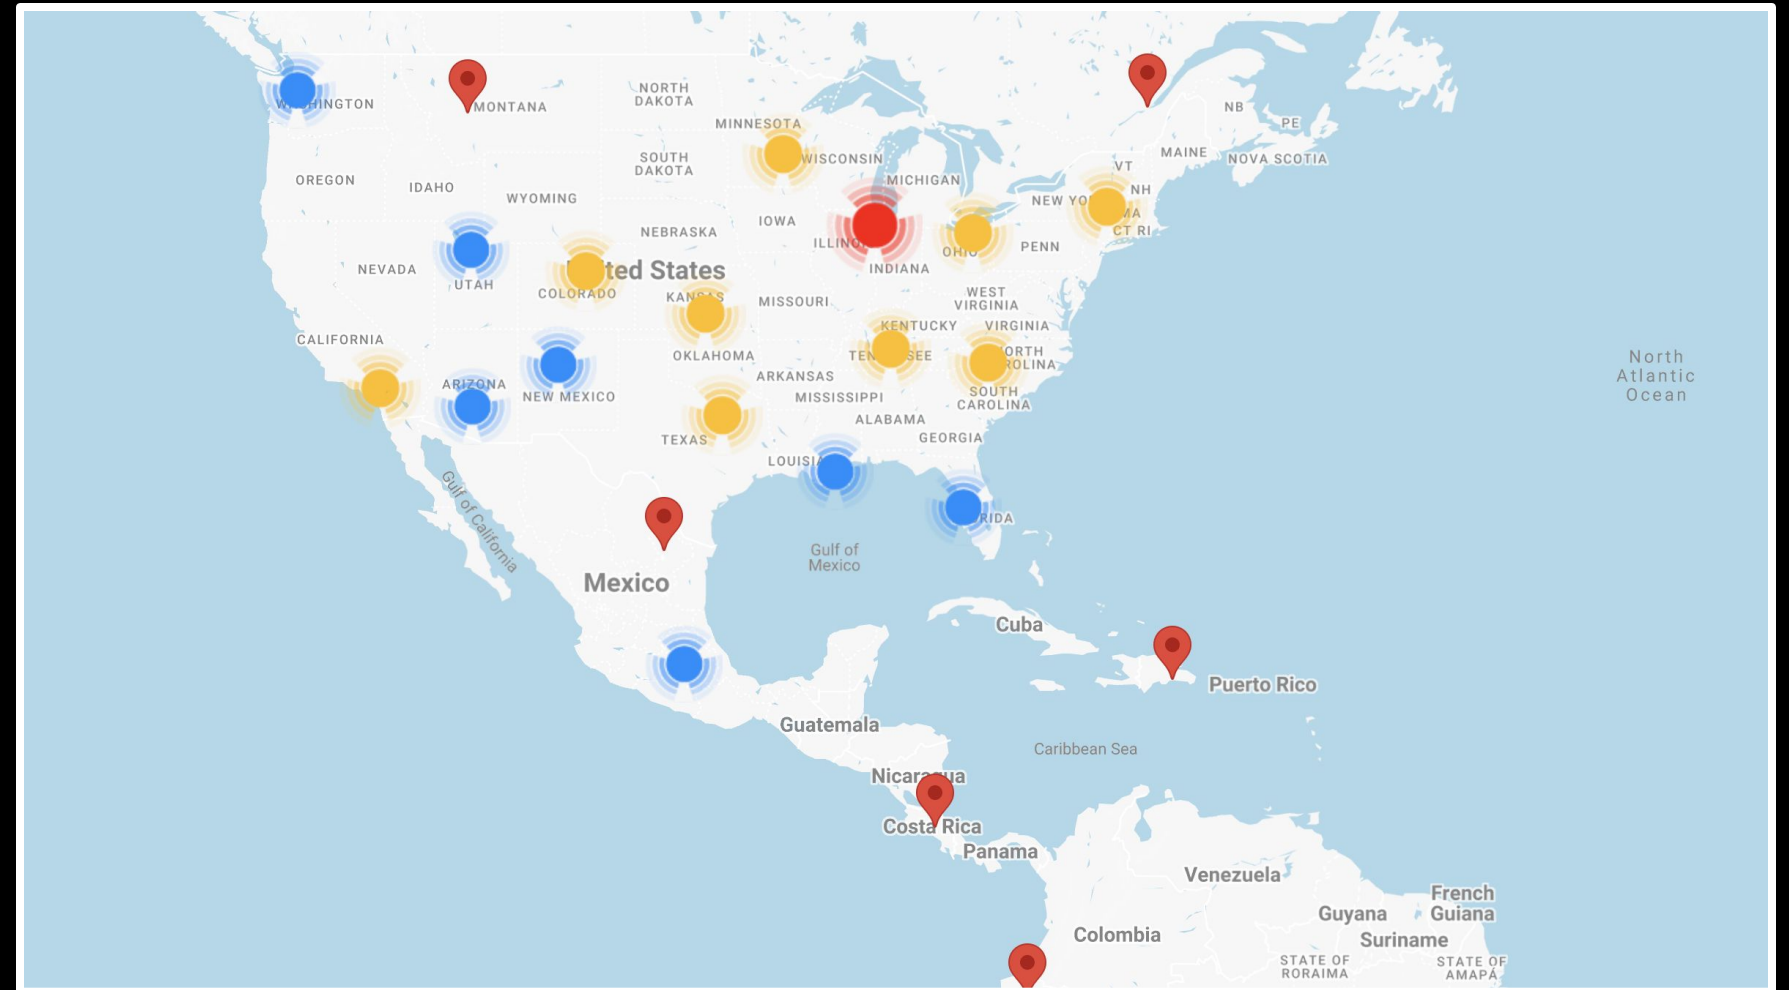 WASHINGTON
MONTANA
NORTH
DAKOTA
MINNESOTA
NB
PE
OREGON
IDAHO
WYOMING
SOUTH
DAKOTA
WISCONSIN
MICHIGAN
VT
MAINE
NOVA SCOTIA
NH
NEW YO
MA
CT RI
IOWA
NEBRASKA
ILLINO
OHIO
PENN
NEVADA
UTAH
ted States
COLORADO
INDIANA
KANSAS
MISSOURI
WEST
VIRGINIA
KENTUCKY
VIRGINIA
CALIFORNIA
OKLAHOMA
TEN
SEE
ORTH
ROLINA
ARIZONA
NEW MEXICO
ARKANSAS
MISSISSIPPI
SOUTH
CAROLINA
ALABAMA
TEXAS
GEORGIA
LOUISIA
RIDA
North
Atlantic
Ocean
Gulf of California
Gulf of
Mexico
Mexico
Cuba
Puerto Rico
Guatemala
Caribbean Sea
Nicaragua
Costa Rica
Panama
Venezuela
Colombia
Guyana
French
Guiana
Suriname
STATE OF
RORAIMA
STATE OF
AMAPÁ